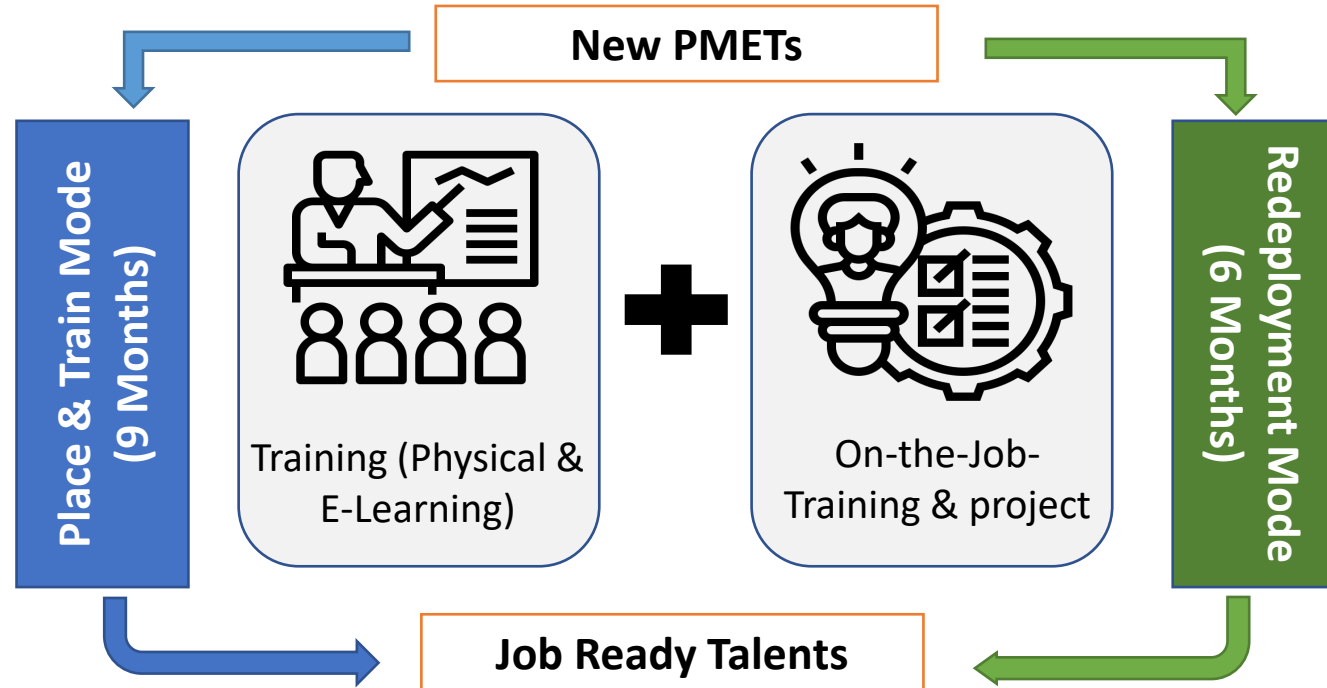 New PMETs
Place & Train Mode
(9 Months)
Training (Physical &
E-Learning)
On-the-Job-
Training & project
Redeployment Mode
(6 Months)
Job Ready Talents